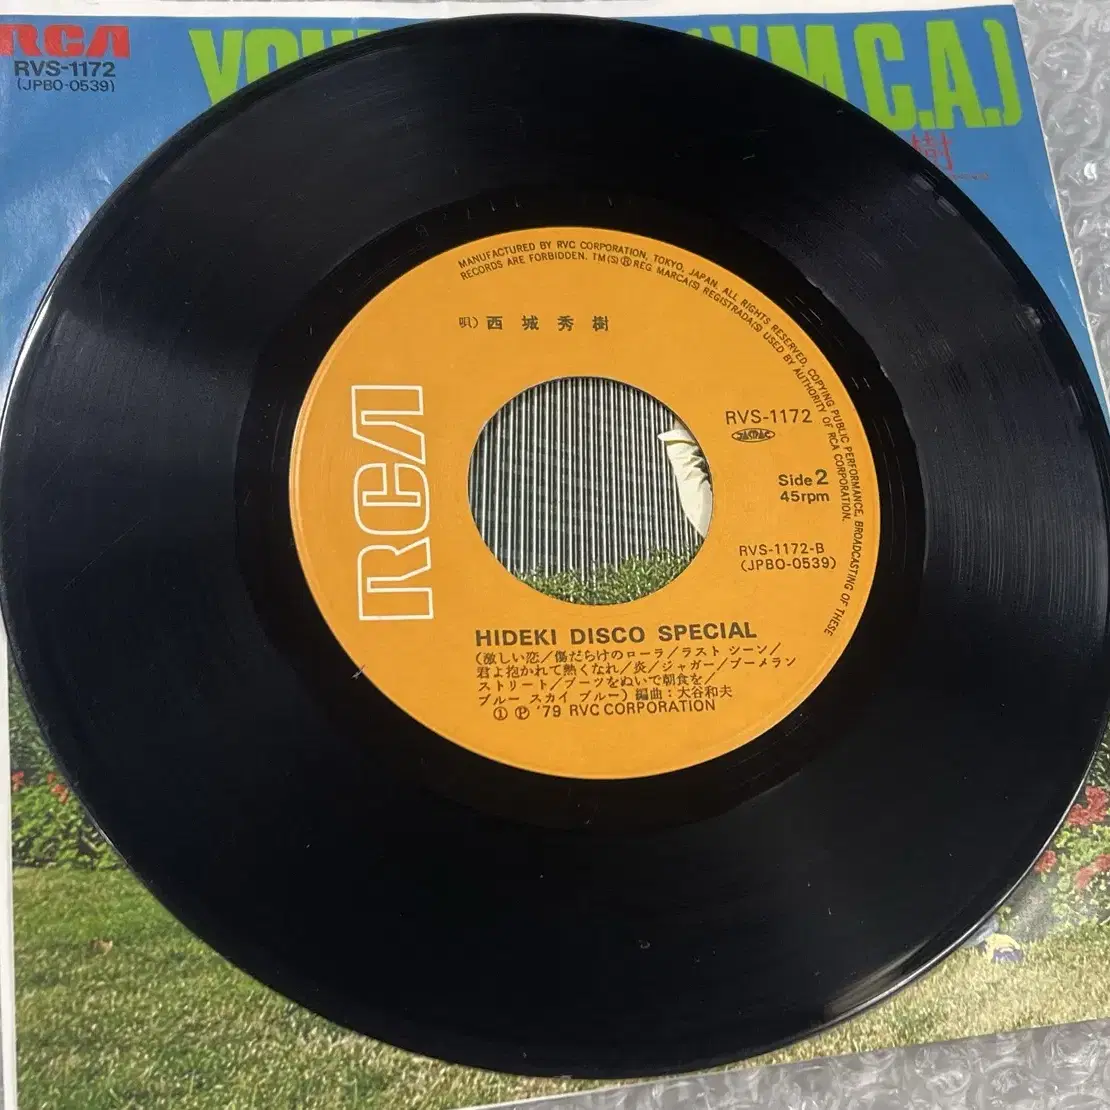 RCA
RVS-1172
(JPBO-0539)
M.C.A.)
樹
MANUFACTURED BY RVC CORPORATION, TOKYO, JAPAN. ALL RIGHTS RESERVED. COPYING PUBLIC PERFORMANCE, BROADCASTING OF THESE
RECORDS ARE FORBIDDEN. TM(S) ® REG. MARCA(S) REGISTRADA(S) USED BY AUTHORITY OF RCA CORPORATION.
唄) 西城秀樹
RCA
RVS-1172
JASRAC
Side 2
45rpm
RVS-1172-B
(JPBO-0539)
HIDEKI DISCO SPECIAL
(激しい恋/傷だらけのローラ/ラスト シーン/
君よ抱かれて熱くなれ/炎/ジャガー/ブーメラン
ストリート/ブーツをぬいで朝食を/
ブルー スカイ ブルー) 編曲:大谷和夫
① ℗ '79 RVC CORPORATION